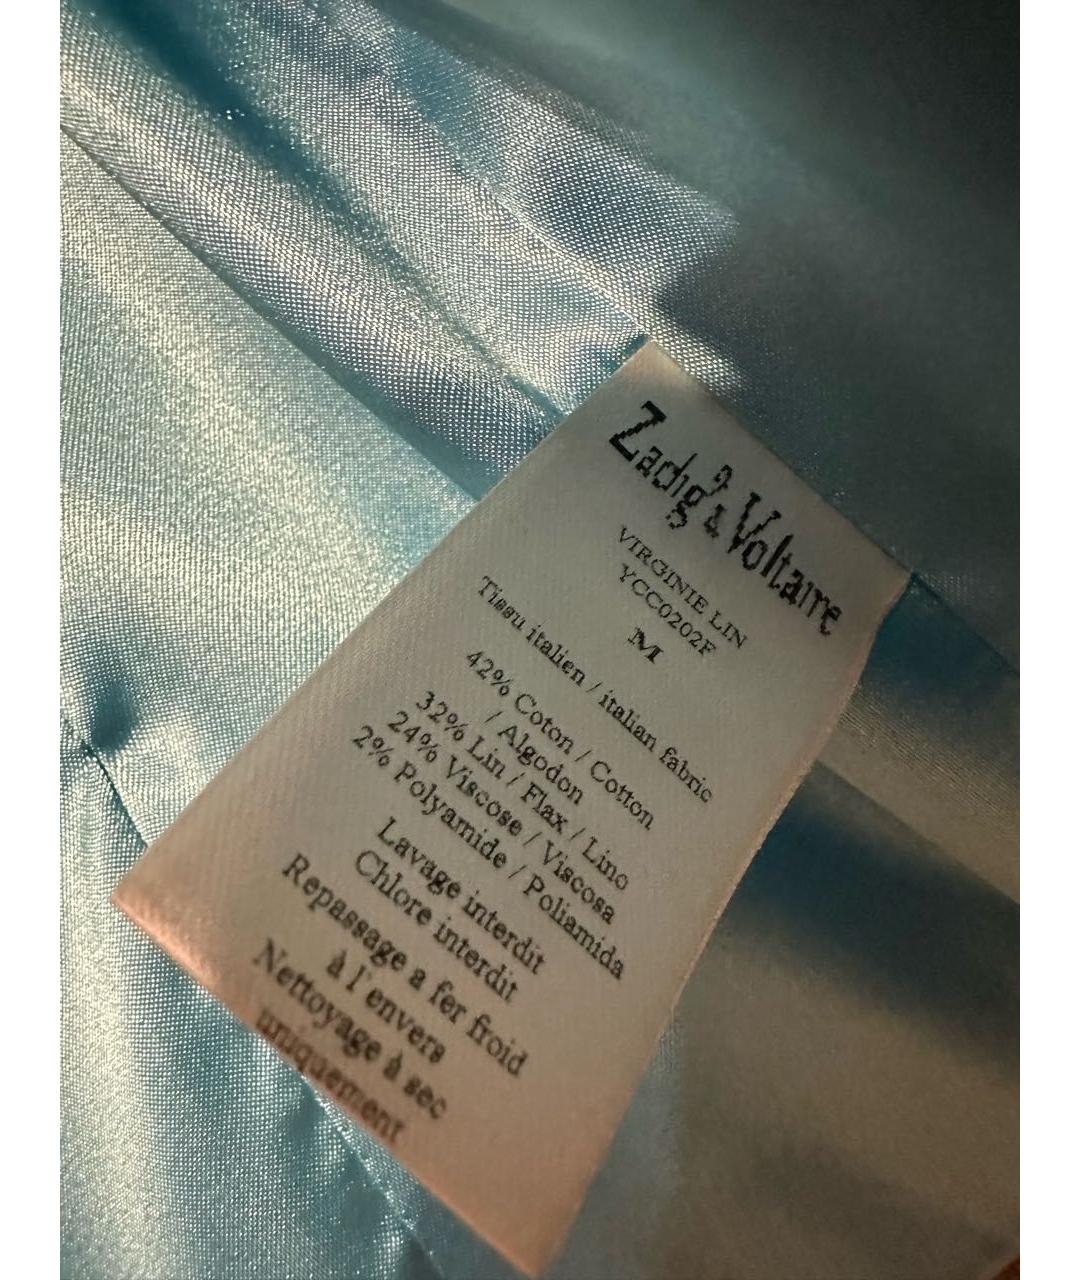 Zadig & Voltaire
VIRGINIE LIN
YCC0202F
M
Tissu italien / italian fabric
42% Coton / Cotton
/ Algodon
32% Lin / Flax / Lino
24% Viscose / Viscosa
2% Polyamide / Poliamida
Lavage interdit
Chlore interdit
Repassage a fer froid
à l' envers
Nettoyage à sec
uniquement